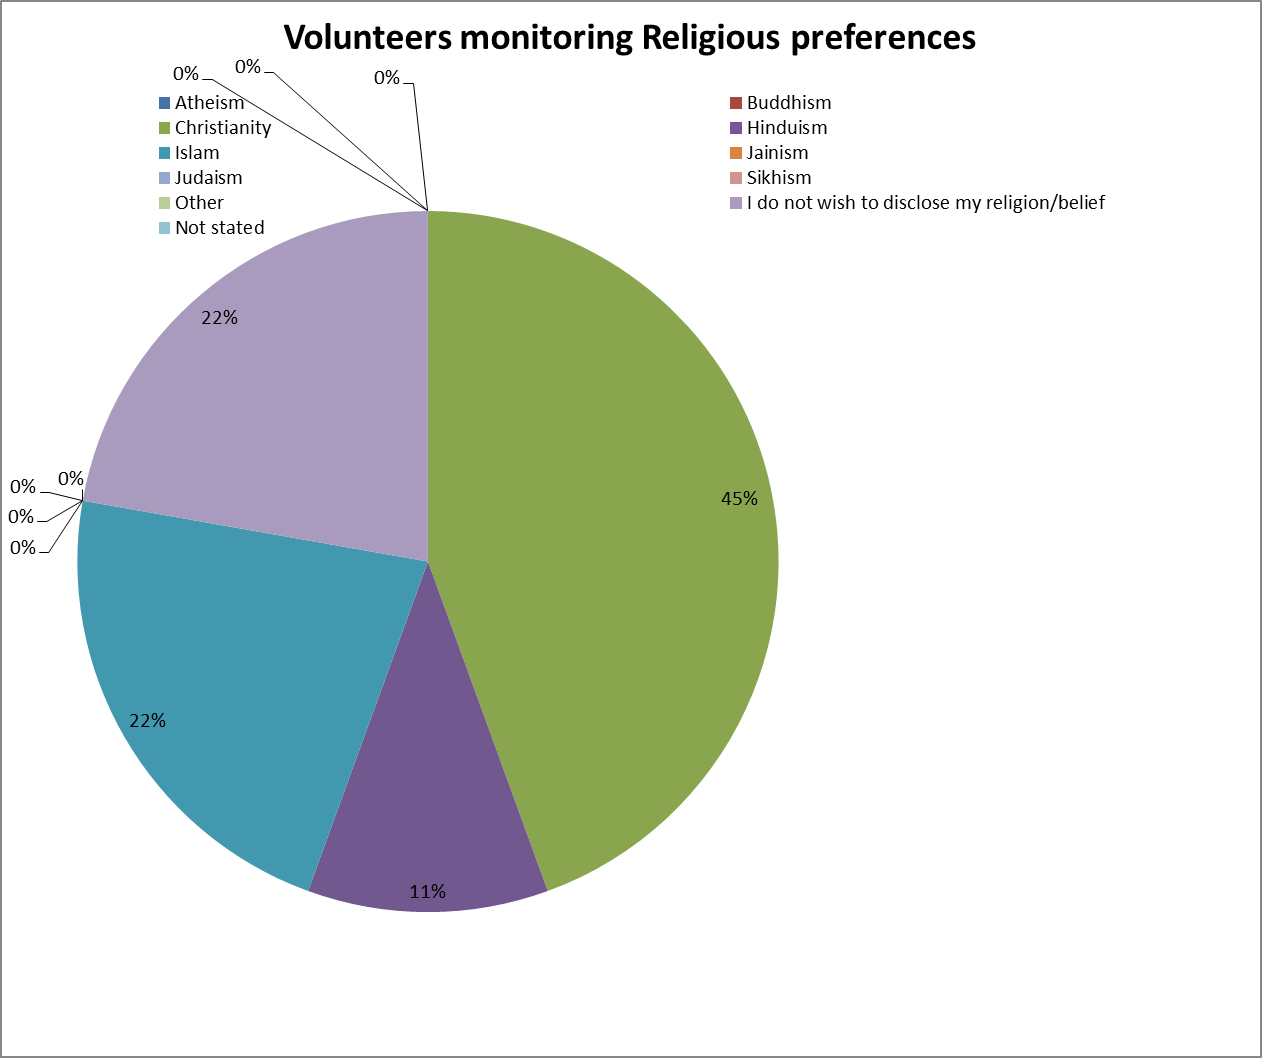 Volunteers monitoring Religious preferences
0%
0%
0%
Atheism
Buddhism
Christianity
Hinduism
Islam
Jainism
Judaism
Sikhism
Other
I do not wish to disclose my religion/belief
Not stated
22%
0%
0%
45%
0%
0%
22%
11%